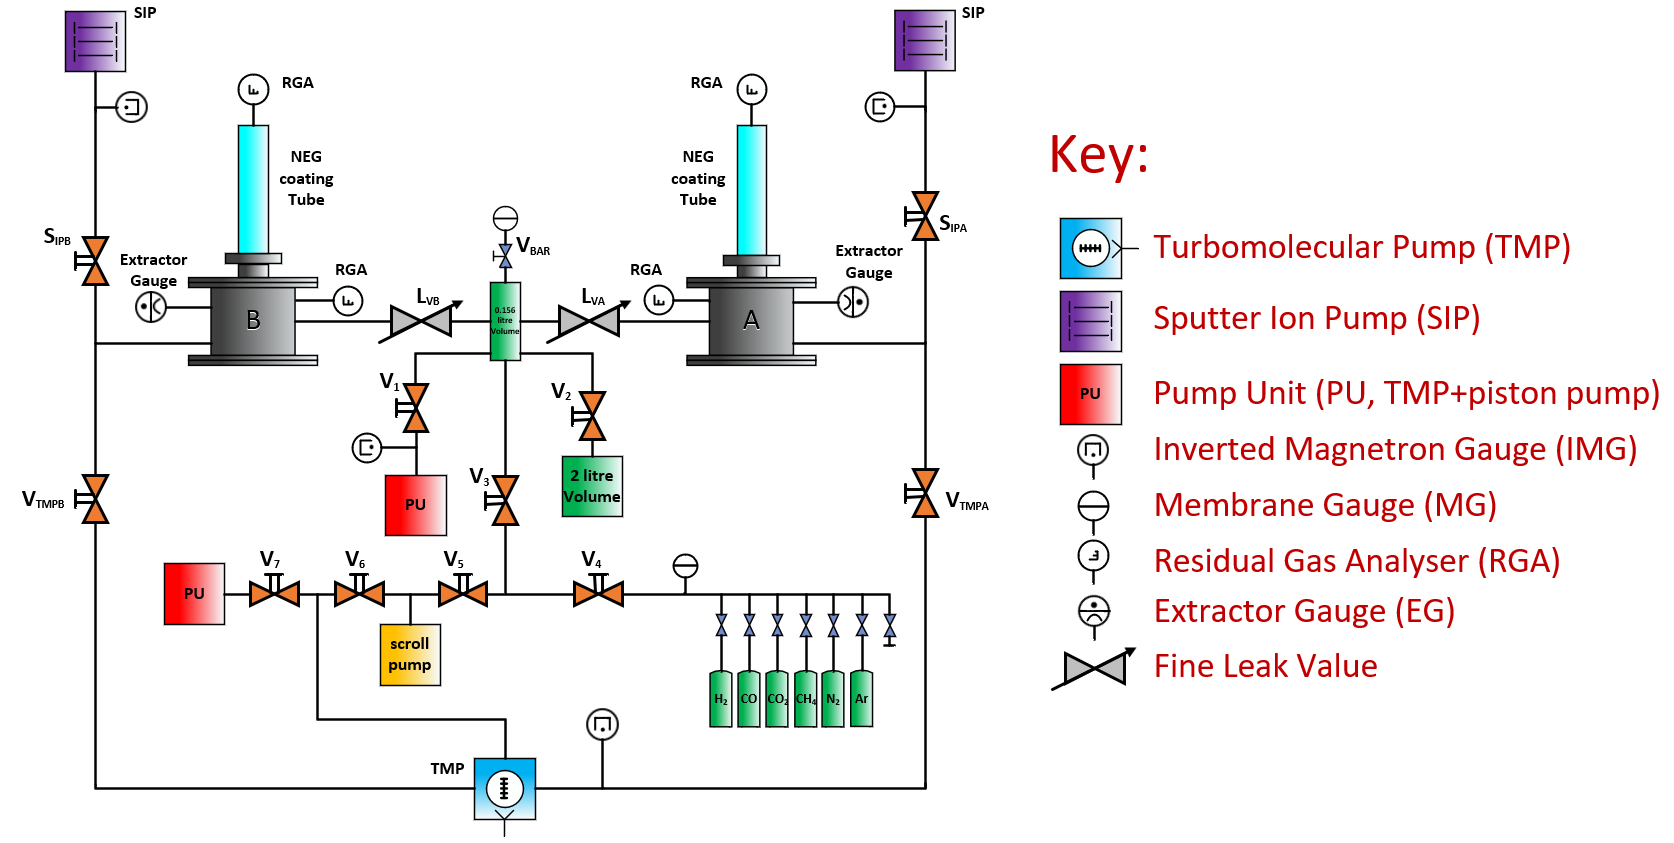 SIP
SIP
RGA
RGA
NEG
coating
Tube
NEG
coating
Tube
SIPB
SIPA
VBAR
Extractor
Gauge
RGA
RGA
Extractor
Gauge
B
LVB
0.156
litre
Volume
LVA
A
V1
V2
PU
V3
2 litre
Volume
VTMPB
VTMPA
V7
V6
V5
V4
PU
scroll
pump
H2
CO
CO2
CH4
N2
Ar
TMP
Key:
Turbomolecular Pump (TMP)
Sputter Ion Pump (SIP)
PU
Pump Unit (PU, TMP+piston pump)
Inverted Magnetron Gauge (IMG)
Membrane Gauge (MG)
Residual Gas Analyser (RGA)
Extractor Gauge (EG)
Fine Leak Value